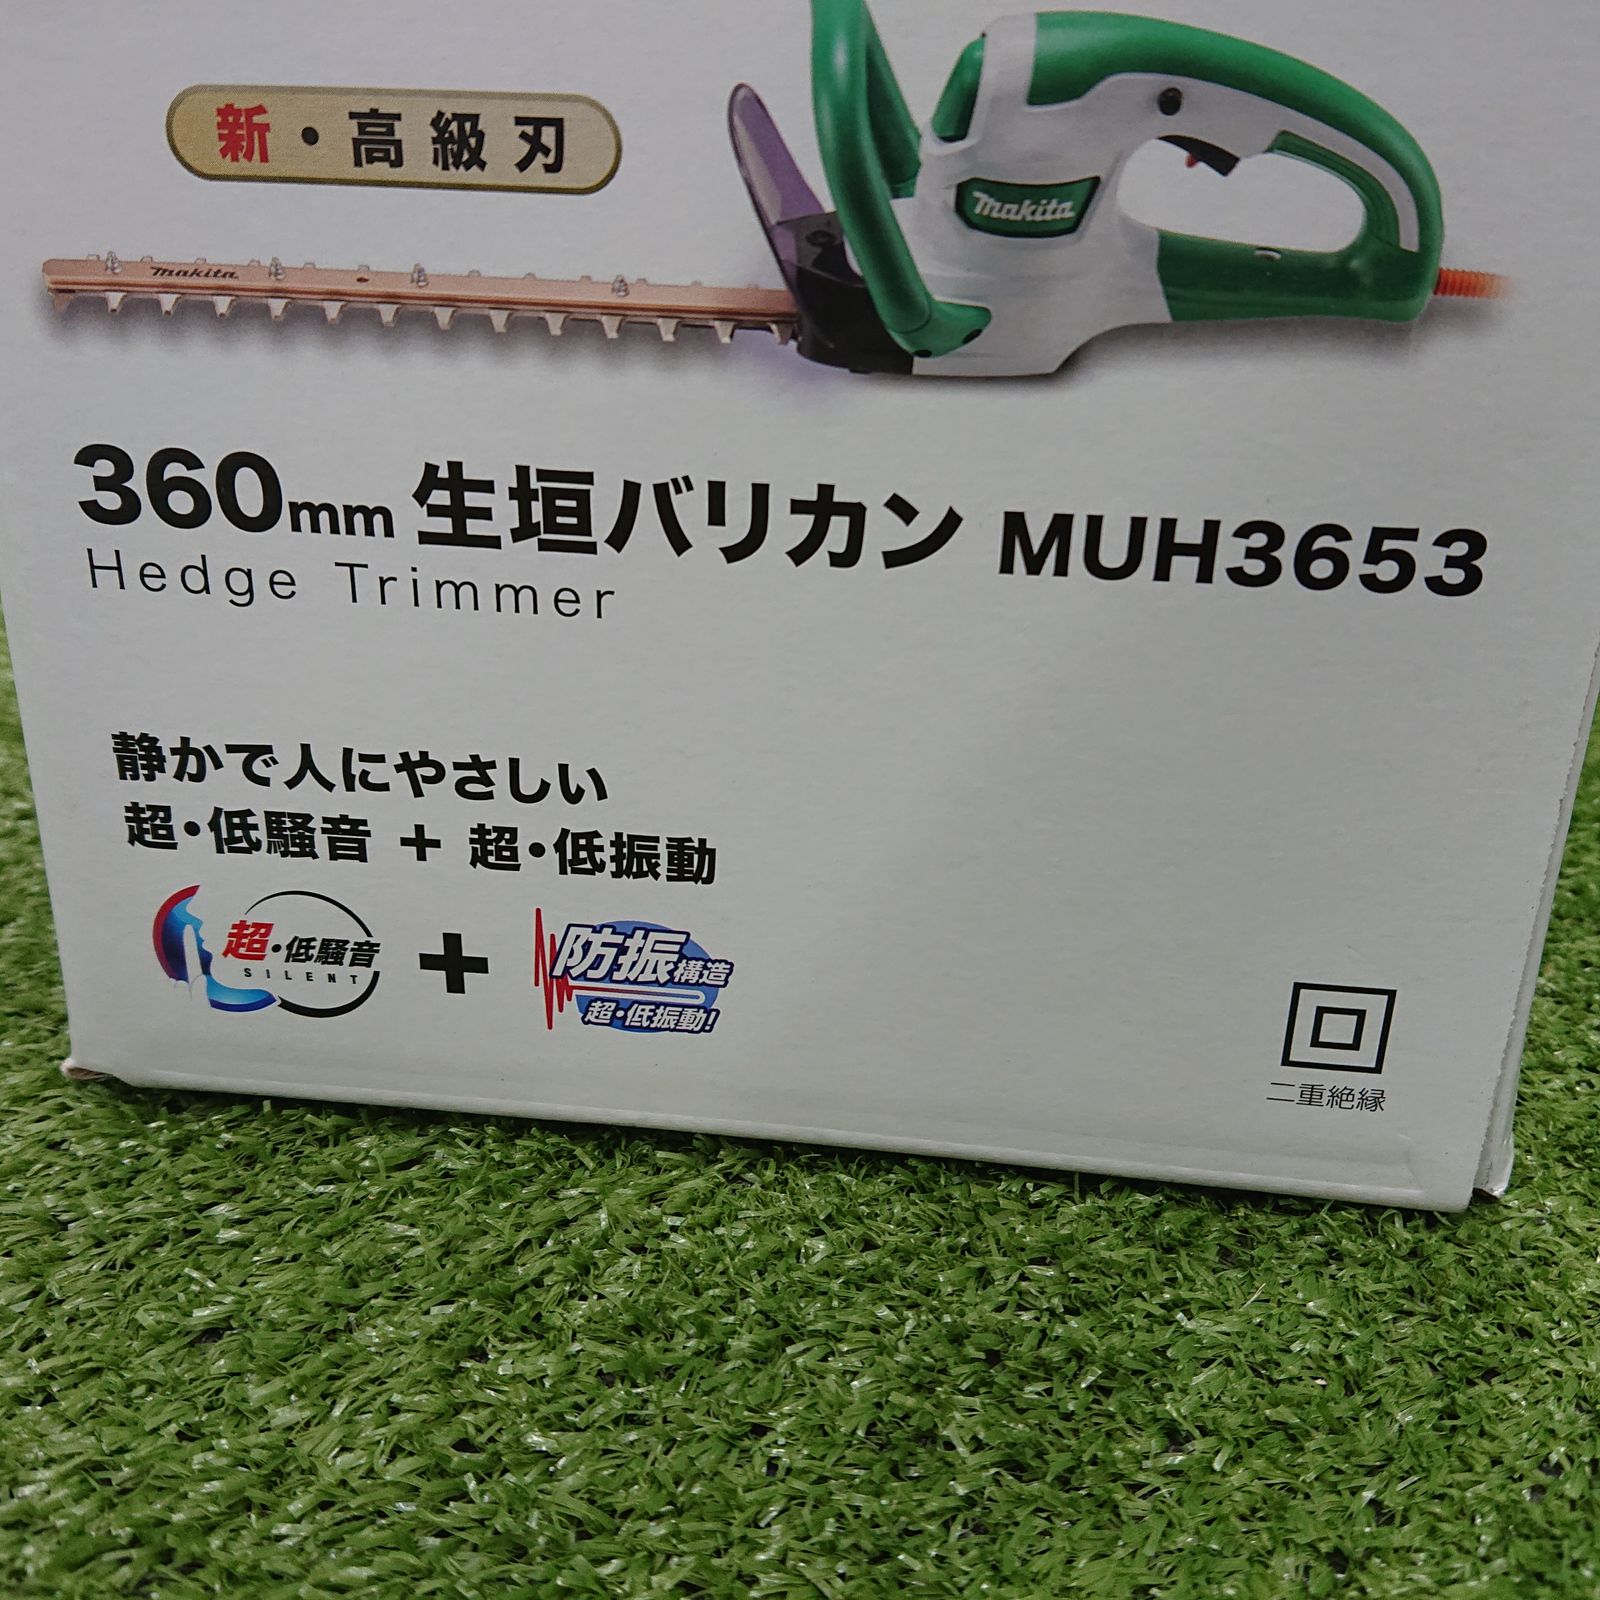 新・高級刃
Makita
Makita
360mm 生垣バリカン MUH3653
Hedge Trimmer
静かで人にやさしい
超・低騒音 + 超・低振動
超・低騒音
SILENT
+
防振構造
超・低振動!
二重絶縁